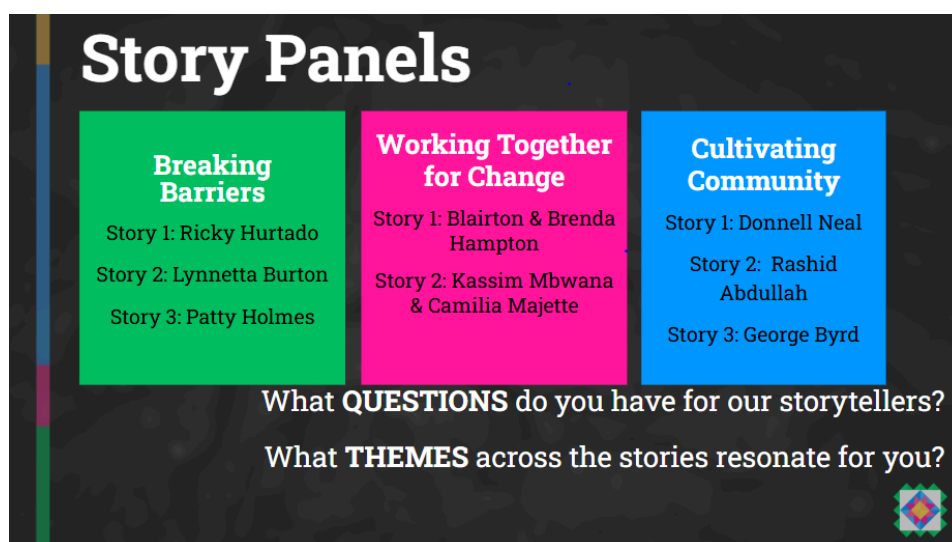 Story Panels
Breaking
Barriers
Story 1: Ricky Hurtado
Story 2: Lynnetta Burton
Story 3: Patty Holmes
Working Together
for Change
Story 1: Blairton & Brenda
Hampton
Story 2: Kassim Mbwana
& Camilia Majette
Cultivating
Community
Story 1: Donnell Neal
Story 2: Rashid
Abdullah
Story 3: George Byrd
What QUESTIONS do you have for our storytellers?
What THEMES across the stories resonate for you?